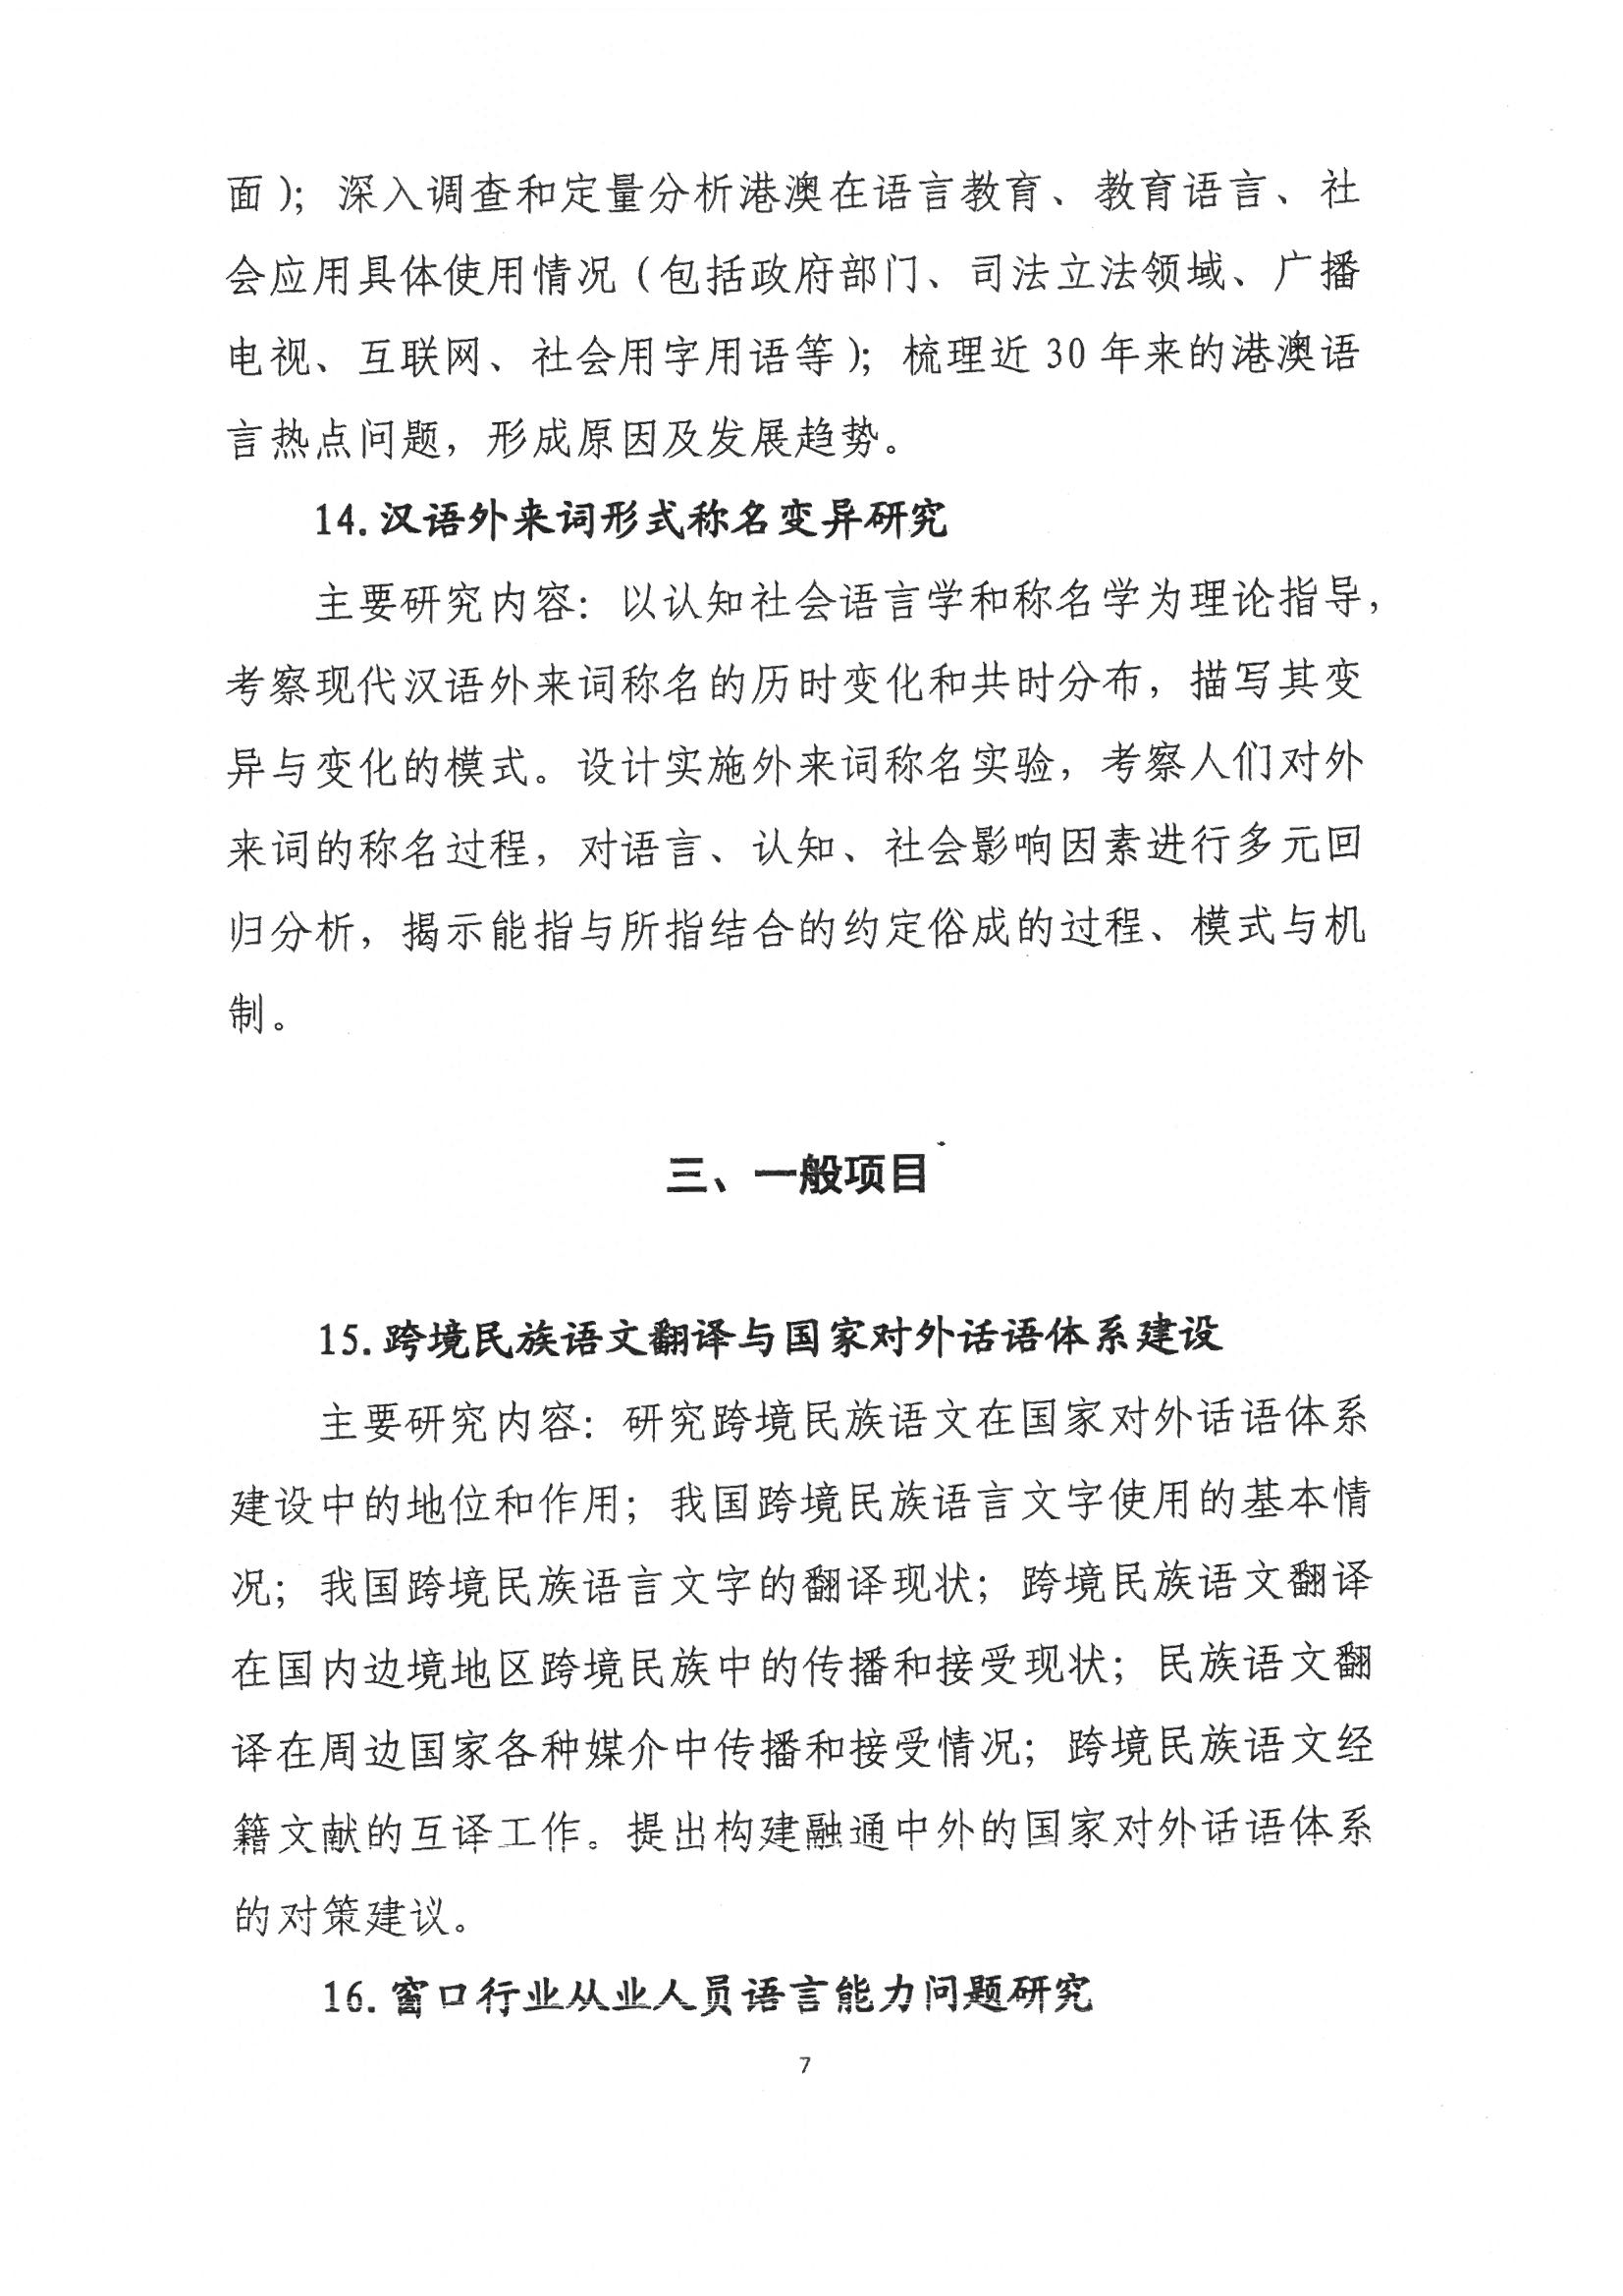 面）；深入调查和定量分析港澳在语言教育、教育语言、社
会应用具体使用情况（包括政府部门、司法立法领域、广播
电视、互联网、社会用字用语等）；梳理近 30 年来的港澳语
言热点问题，形成原因及发展趋势。
14.汉语外来词形式称名变异研究
主要研究内容：以认知社会语言学和称名学为理论指导，
考察现代汉语外来词称名的历时变化和共时分布，描写其变
异与变化的模式。设计实施外来词称名实验，考察人们对外
来词的称名过程，对语言、认知、社会影响因素进行多元回
归分析，揭示能指与所指结合的约定俗成的过程、模式与机
制。
三、一般项目
15.跨境民族语文翻译与国家对外话语体系建设
主要研究内容：研究跨境民族语文在国家对外话语体系
建设中的地位和作用；我国跨境民族语言文字使用的基本情
况；我国跨境民族语言文字的翻译现状；跨境民族语文翻译
在国内边境地区跨境民族中的传播和接受现状；民族语文翻
译在周边国家各种媒介中传播和接受情况；跨境民族语文经
籍文献的互译工作。提出构建融通中外的国家对外话语体系
的对策建议。
16.窗口行业从业人员语言能力问题研究
7